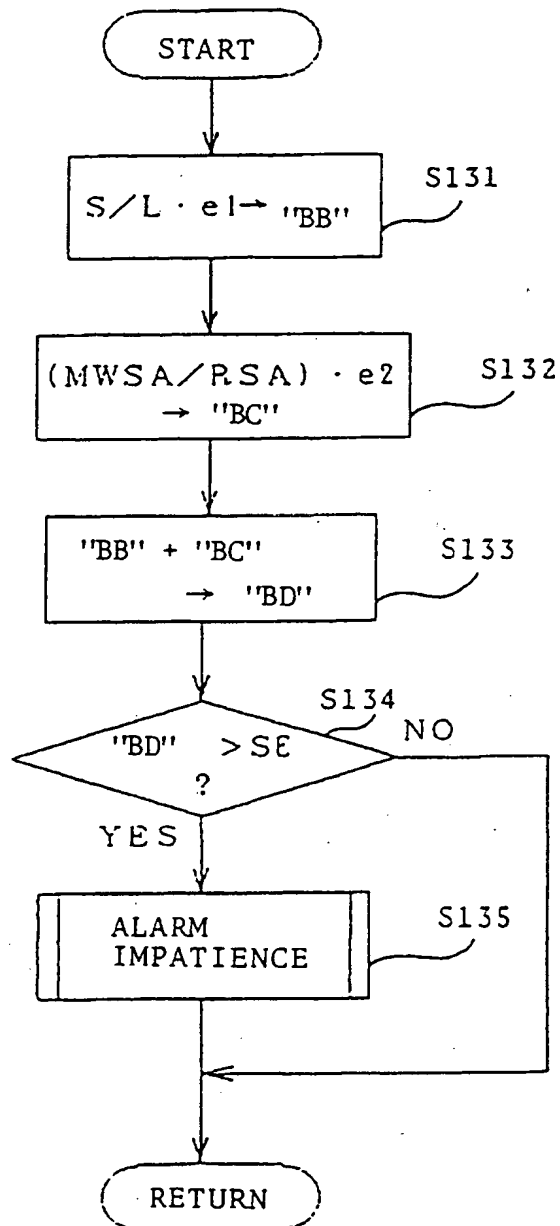 START
S/L · el→ "BB"
S131
(MWSA/RSA) · e2
→ "BC"
S132
"BB" + "BC"
→ "BD"
S133
S134
"BD" > SE
?
NO
YES
ALARM
IMPATIENCE
S135
RETURN